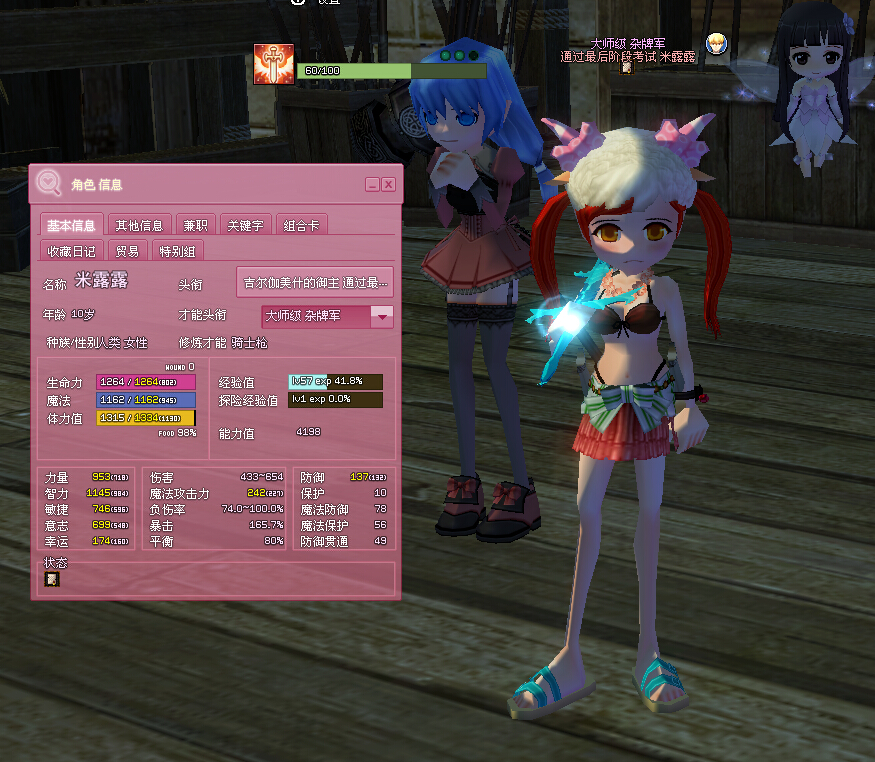 设置
60/100
大师级 杂牌军
通过最后阶段考试 米露露
角色 信息
基本信息 其他信息 兼职 关键字 组合卡
收藏日记 贸易 特别组
名称 米露露 头衔 吉尔伽美什的御主 通过最...
年龄 10岁 才能头衔 大师级 杂牌军
种族/性别人类 女性 修炼才能 骑士枪
WOUND 0
生命力 1264 / 1264(802) 经验值 lv57 exp 41.8%
魔法 1162 / 1162(945) 探险经验值 lv1 exp 0.0%
体力值 1315 / 1334(1130)
FOOD 98% 能力值 4198
力量 953(718) 伤害 433~654 防御 137(132)
智力 1145(984) 魔法攻击力 242(227) 保护 10
敏捷 746(596) 负伤率 74.0~100.0% 魔法防御 78
意志 699(548) 暴击 165.7% 魔法保护 56
幸运 174(160) 平衡 80% 防御贯通 49
状态